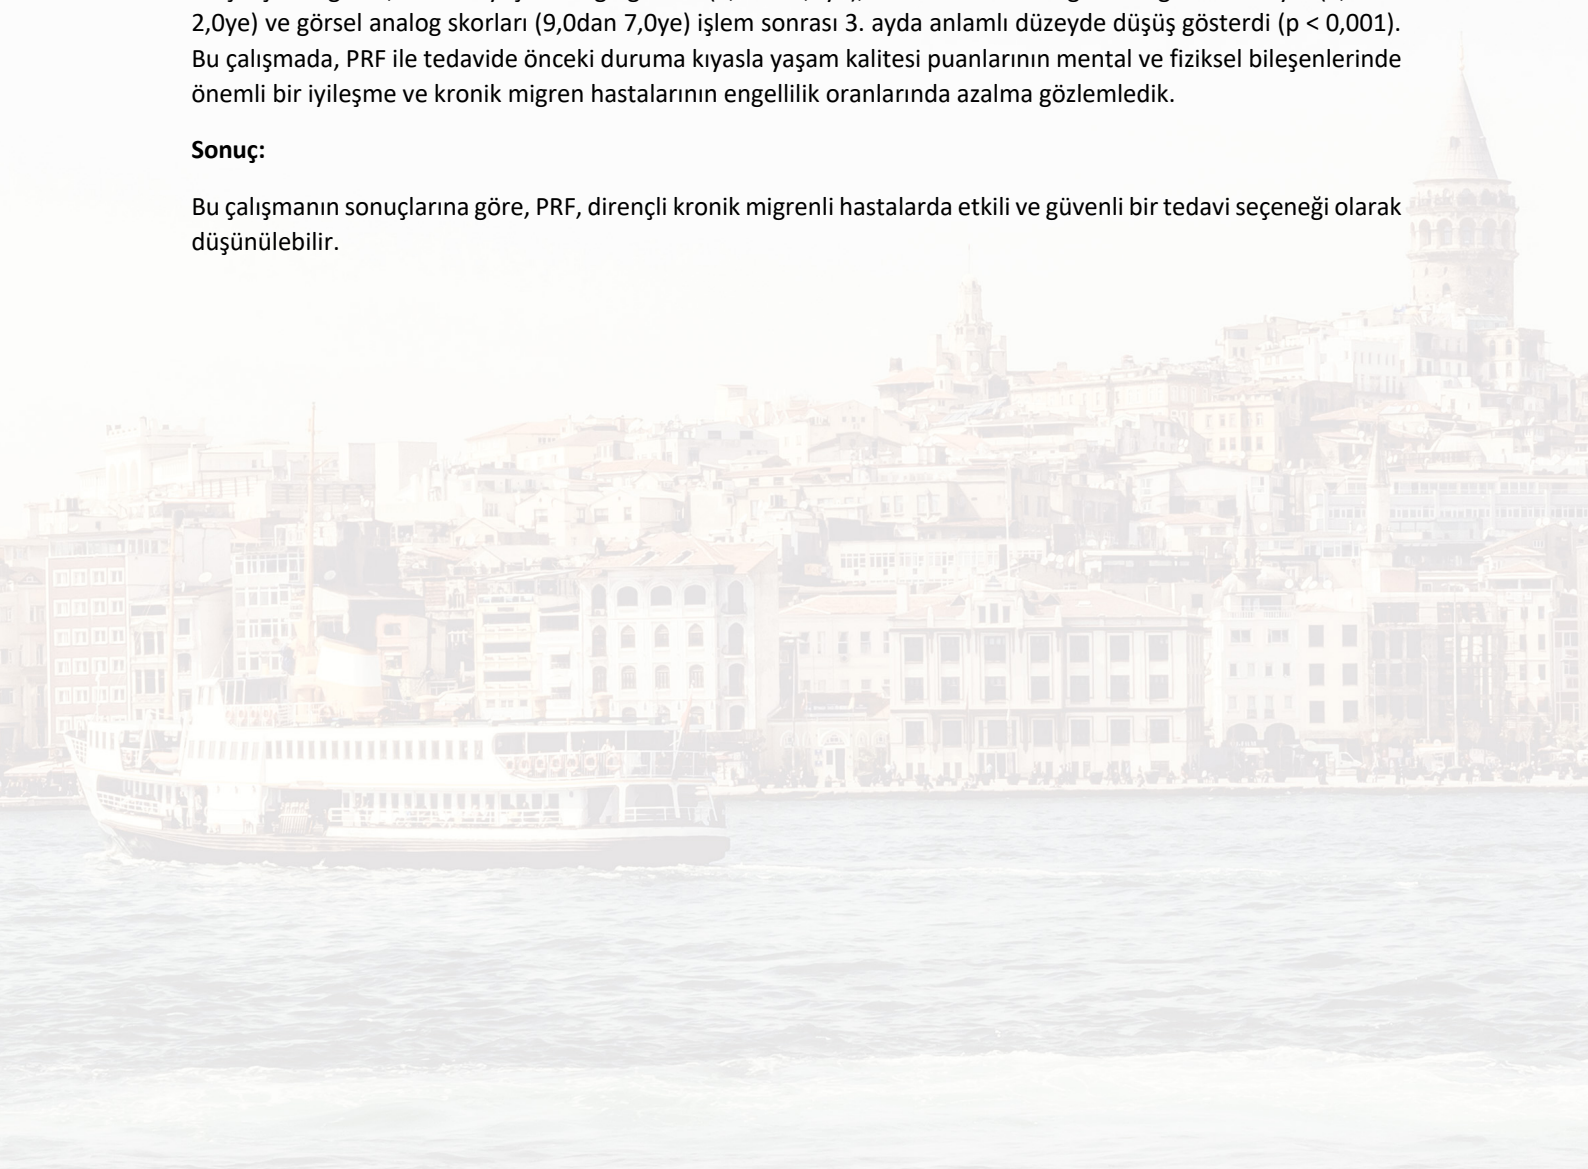 2,0ye) ve görsel analog skorları (9,0dan 7,0ye) işlem sonrası 3. ayda anlamlı düzeyde düşüş gösterdi (p < 0,001).
Bu çalışmada, PRF ile tedavide önceki duruma kıyasla yaşam kalitesi puanlarının mental ve fiziksel bileşenlerinde
önemli bir iyileşme ve kronik migren hastalarının engellilik oranlarında azalma gözlemledik.
Sonuç:
Bu çalışmanın sonuçlarına göre, PRF, dirençli kronik migrenli hastalarda etkili ve güvenli bir tedavi seçeneği olarak
düşünülebilir.